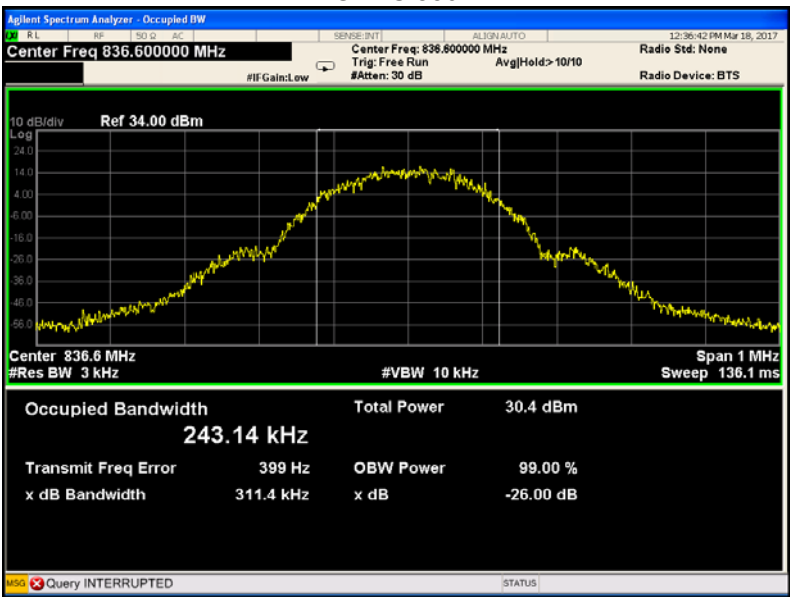 Agilent Spectrum Analyzer - Occupied BW
RL RF 50 Ω AC SENSE:INT ALIGNAUTO 12:36:42 PM Mar 18, 2017
Center Freq 836.600000 MHz Center Freq: 836.600000 MHz Radio Std: None
Trig: Free Run Avg|Hold:> 10/10
#IFGain:Low #Atten: 30 dB Radio Device: BTS
10 dB/div Ref 34.00 dBm
Log
24.0
14.0
4.00
-6.00
-16.0
-26.0
-36.0
-46.0
-56.0
Center 836.6 MHz Span 1 MHz
#Res BW 3 kHz #VBW 10 kHz Sweep 136.1 ms
Occupied Bandwidth Total Power 30.4 dBm
243.14 kHz
Transmit Freq Error 399 Hz OBW Power 99.00 %
x dB Bandwidth 311.4 kHz x dB -26.00 dB
MSG Query INTERRUPTED STATUS